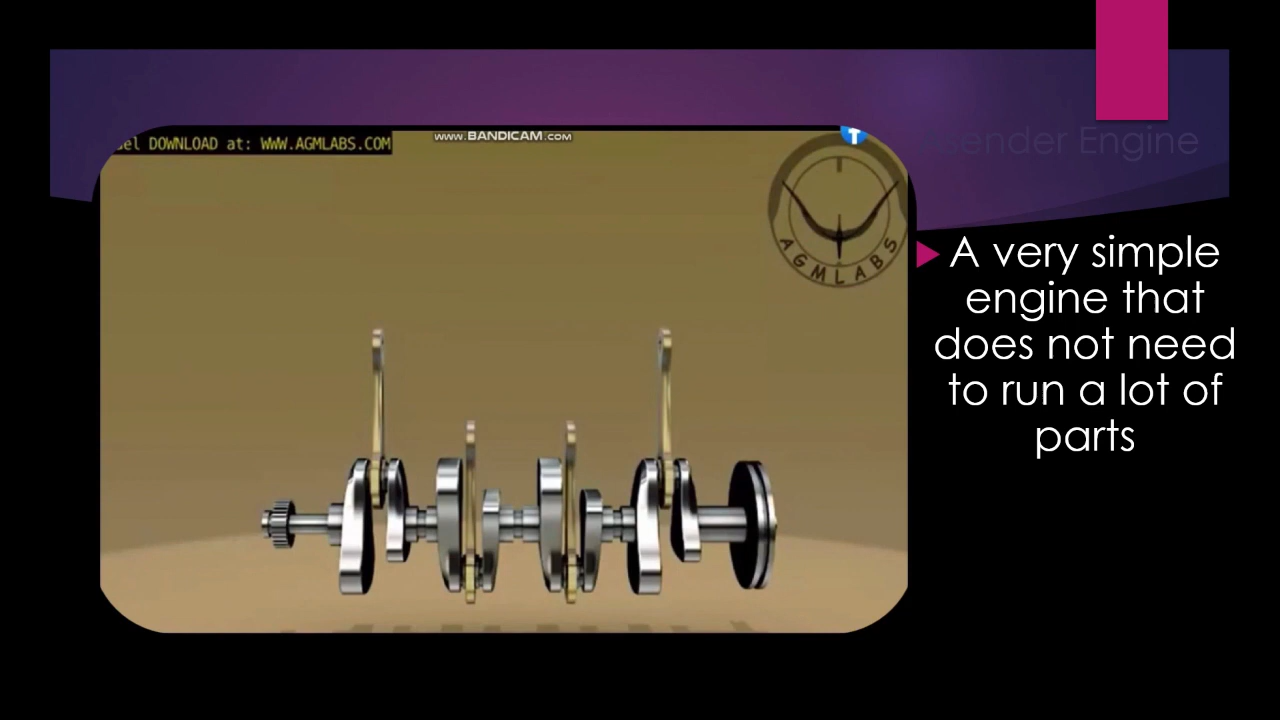 DOWNLOAD at: WWW.AGMLABS.COM
WWW.BANDICAM.COM
AGMLABS
Engine
A very simple
engine that
does not need
to run a lot of
parts